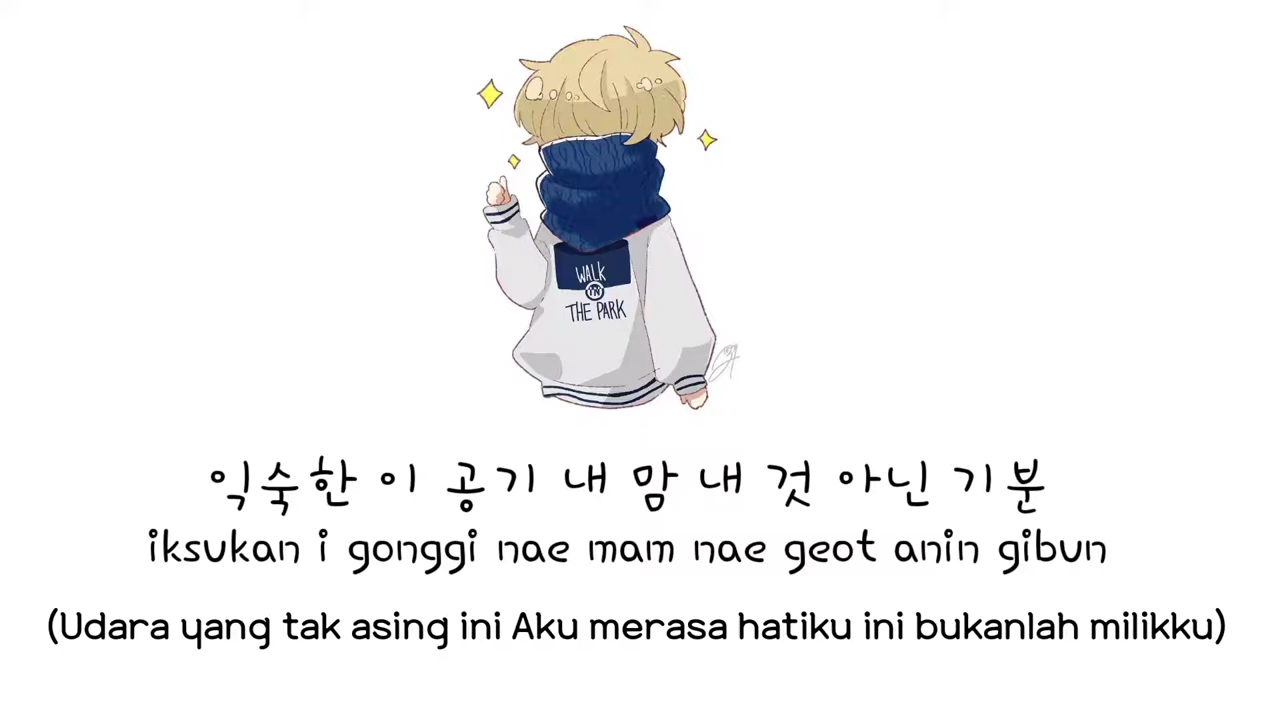 WALK
IN
THE PARK
익숙한 이 공기 내 맘 내 것 아닌 기분
iksukan i gonggi nae mam nae geot anin gibun
(Udara yang tak asing ini Aku merasa hatiku ini bukanlah milikku)